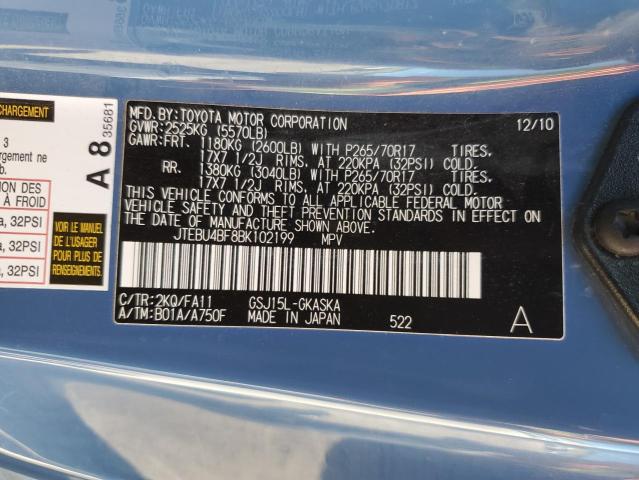 CHARGEMENT
3
argement ne
b.
ION DES
À FROID
a, 32PSI
a, 32PSI
a, 32PSI
A 8 35681
VOIR LE MANUEL
DE L'USAGER
POUR PLUS DE
RENSEIGNEMENTS
MFD.BY:TOYOTA MOTOR CORPORATION 12/10
GVWR:2525KG (5570LB)
GAWR:FRT. 1180KG (2600LB) WITH P265/70R17 TIRES,
17X7 1/2J RIMS, AT 220KPA (32PSI) COLD.
RR. 1380KG (3040LB) WITH P265/70R17 TIRES,
17X7 1/2J RIMS, AT 220KPA (32PSI) COLD.
THIS VEHICLE CONFORMS TO ALL APPLICABLE FEDERAL MOTOR
VEHICLE SAFETY AND THEFT PREVENTION STANDARDS IN EFFECT ON
THE DATE OF MANUFACTURE SHOWN ABOVE.
JTEBU4BF8BK102199 MPV
C/TR:2KQ/FA11 GSJ15L-GKASKA
A/TM:B01A/A750F MADE IN JAPAN 522 A